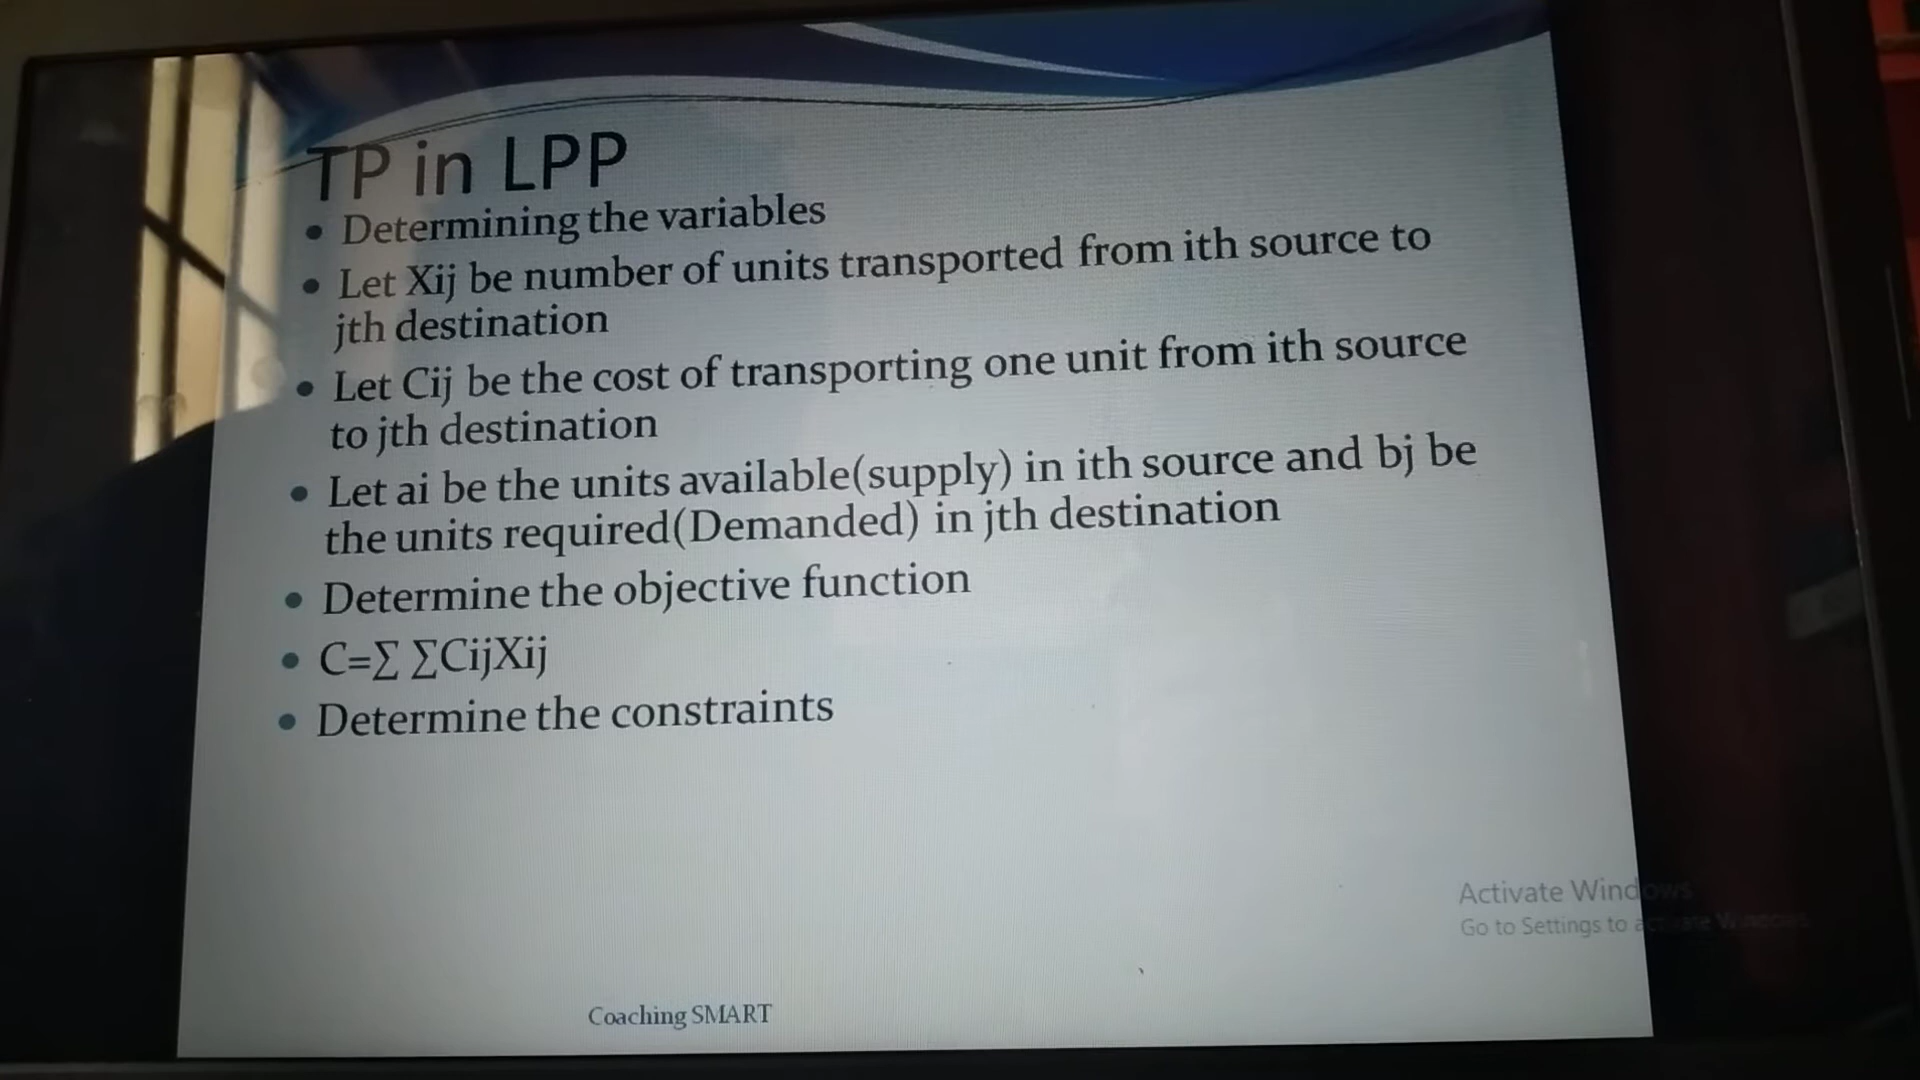 TP in LPP
• Determining the variables
• Let Xij be number of units transported from ith source to
jth destination
• Let Cij be the cost of transporting one unit from ith source
to jth destination
• Let ai be the units available(supply) in ith source and bj be
the units required(Demanded) in jth destination
• Determine the objective function
• C=∑ ∑CijXij
• Determine the constraints
Activate Windows
Go to Settings to activate Windows.
Coaching SMART